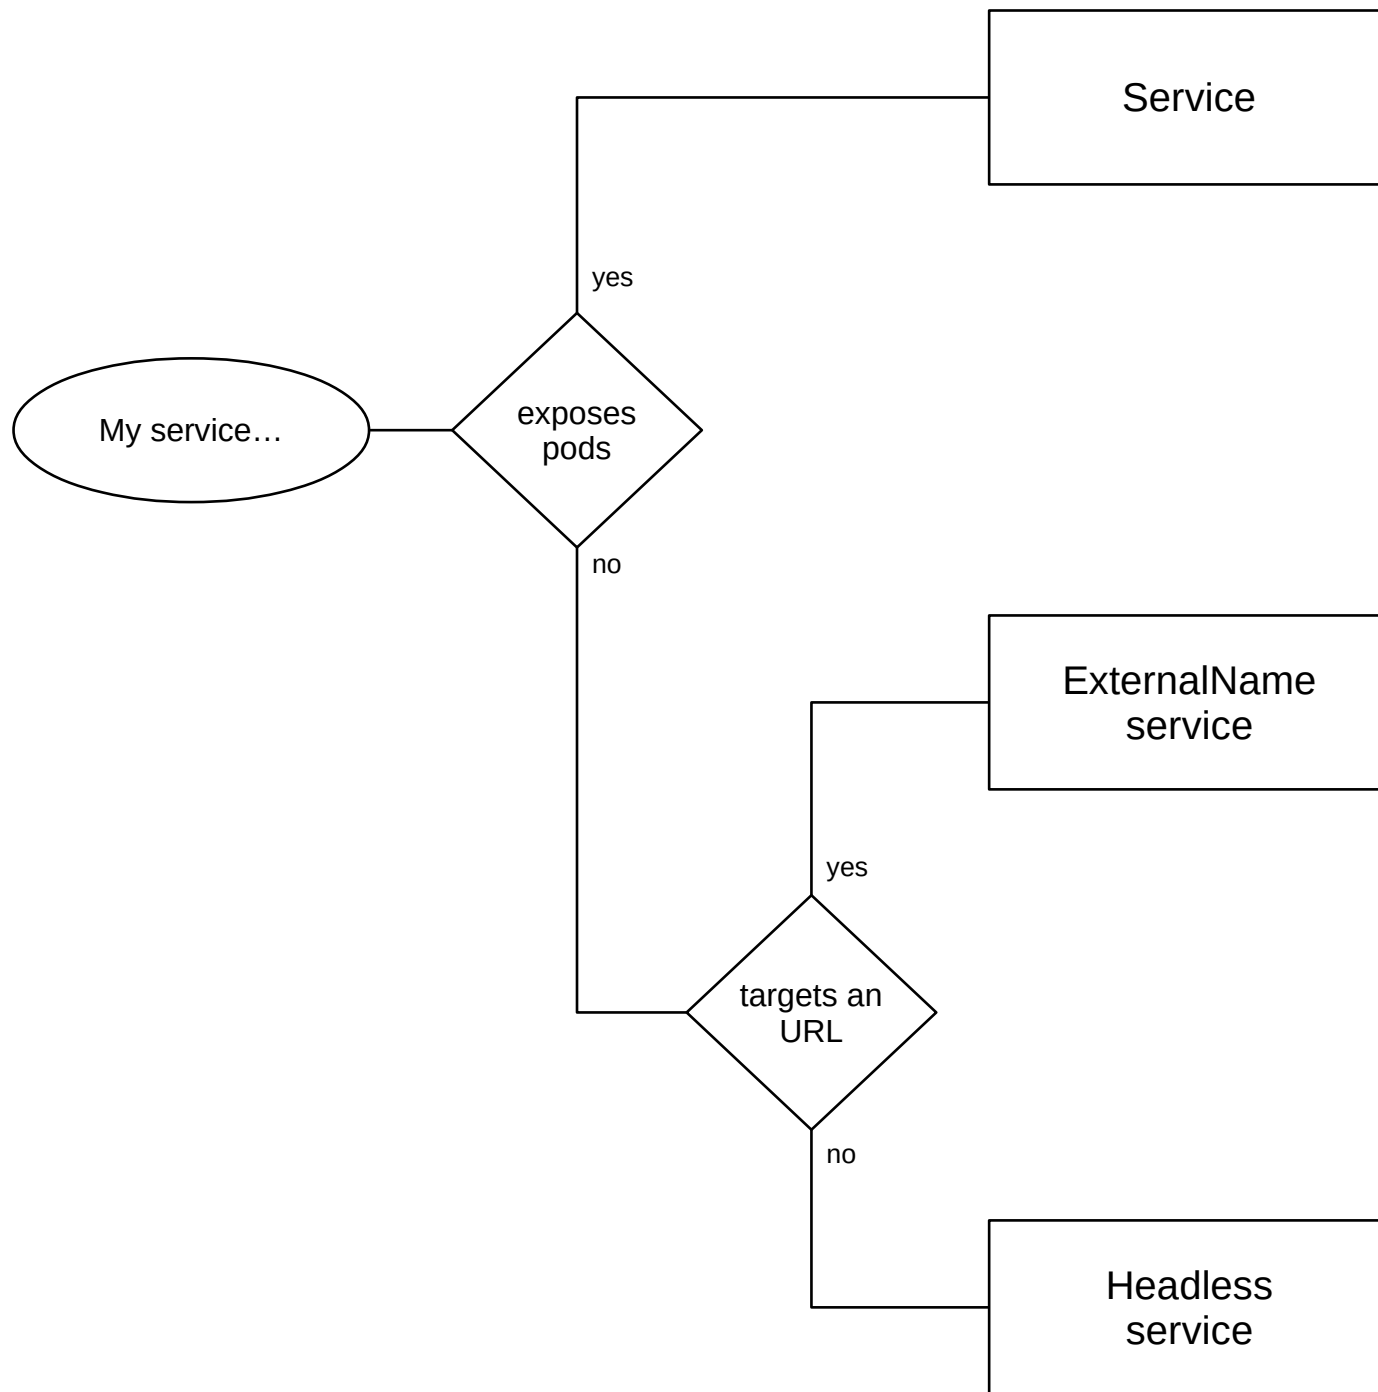 Service
yes
My service…
exposes
pods
no
ExternalName
service
yes
targets an
URL
no
Headless
service